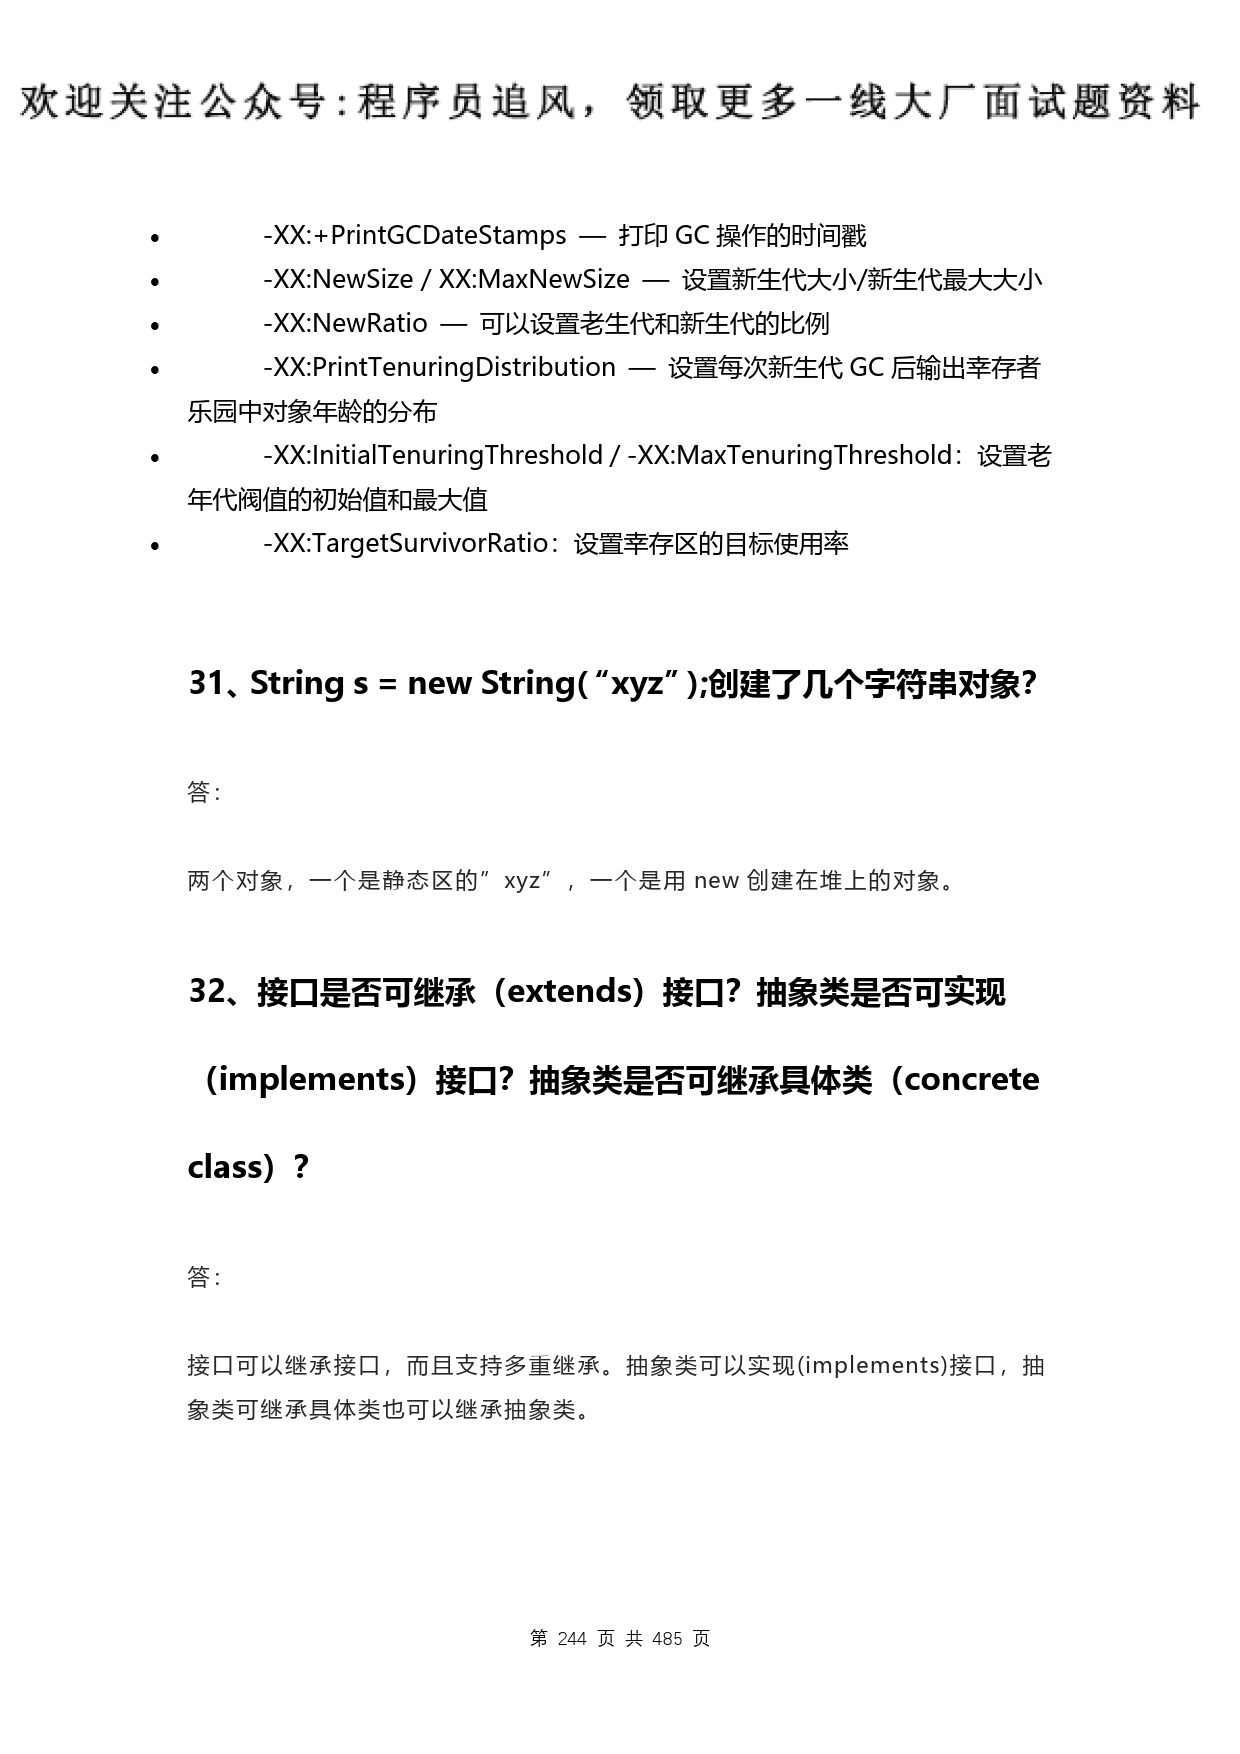 欢迎关注公众号:程序员追风，领取更多一线大厂面试题资料
• -XX:+PrintGCDateStamps — 打印 GC 操作的时间戳
• -XX:NewSize / XX:MaxNewSize — 设置新生代大小/新生代最大大小
• -XX:NewRatio — 可以设置老生代和新生代的比例
• -XX:PrintTenuringDistribution — 设置每次新生代 GC 后输出幸存者
乐园中对象年龄的分布
• -XX:InitialTenuringThreshold / -XX:MaxTenuringThreshold：设置老
年代阀值的初始值和最大值
• -XX:TargetSurvivorRatio：设置幸存区的目标使用率
31、String s = new String( “xyz” );创建了几个字符串对象？
答：
两个对象，一个是静态区的”xyz”，一个是用 new 创建在堆上的对象。
32、接口是否可继承（extends）接口？抽象类是否可实现
（implements）接口？抽象类是否可继承具体类（concrete
class）？
答：
接口可以继承接口，而且支持多重继承。抽象类可以实现(implements)接口，抽
象类可继承具体类也可以继承抽象类。
第 244 页 共 485 页